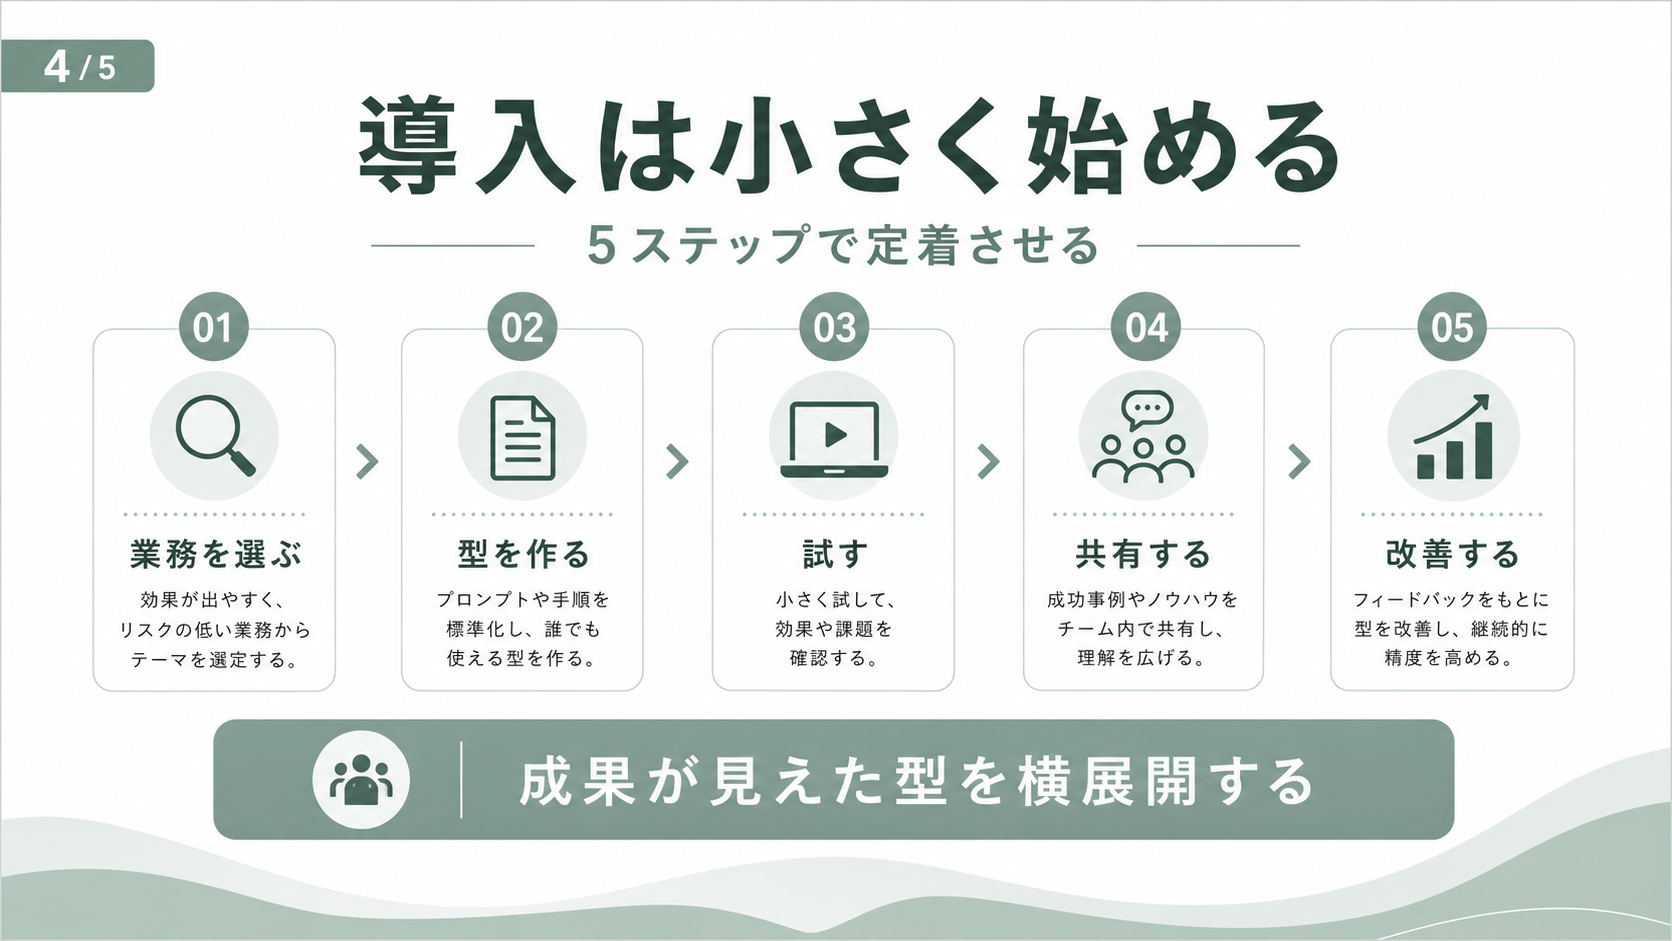 4 / 5
導入は小さく始める
5ステップで定着させる
01
業務を選ぶ
効果が出やすく、
リスクの低い業務から
テーマを選定する。
02
型を作る
プロンプトや手順を
標準化し、誰でも
使える型を作る。
03
試す
小さく試して、
効果や課題を
確認する。
04
共有する
成功事例やノウハウを
チーム内で共有し、
理解を広げる。
05
改善する
フィードバックをもとに
型を改善し、継続的に
精度を高める。
成果が見えた型を横展開する